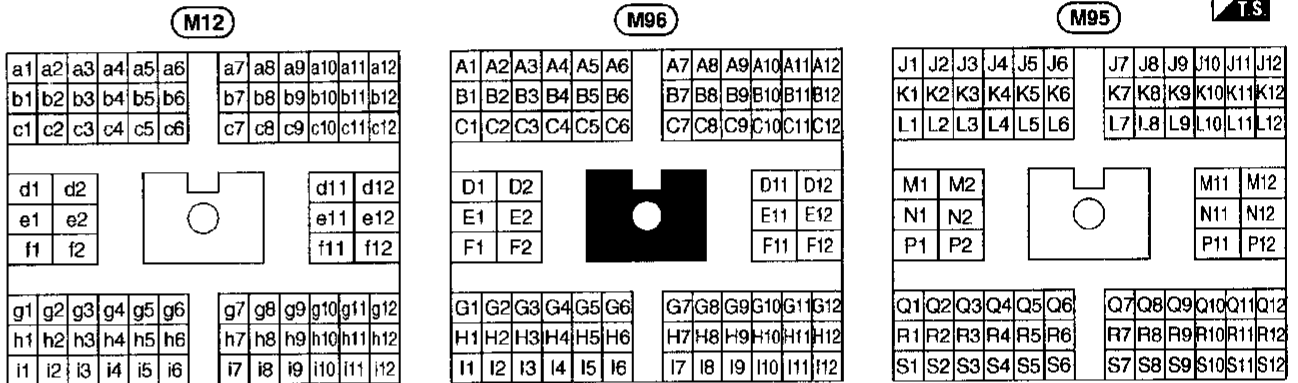 M12 M96 M95 T.S.
a1 a2 a3 a4 a5 a6 a7 a8 a9 a10 a11 a12 A1 A2 A3 A4 A5 A6 A7 A8 A9 A10 A11 A12 J1 J2 J3 J4 J5 J6 J7 J8 J9 J10 J11 J12
b1 b2 b3 b4 b5 b6 b7 b8 b9 b10 b11 b12 B1 B2 B3 B4 B5 B6 B7 B8 B9 B10 B11 B12 K1 K2 K3 K4 K5 K6 K7 K8 K9 K10 K11 K12
c1 c2 c3 c4 c5 c6 c7 c8 c9 c10 c11 c12 C1 C2 C3 C4 C5 C6 C7 C8 C9 C10 C11 C12 L1 L2 L3 L4 L5 L6 L7 L8 L9 L10 L11 L12
d1 d2 d11 d12 D1 D2 D11 D12 M1 M2 M11 M12
e1 e2 e11 e12 E1 E2 E11 E12 N1 N2 N11 N12
f1 f2 f11 f12 F1 F2 F11 F12 P1 P2 P11 P12
g1 g2 g3 g4 g5 g6 g7 g8 g9 g10 g11 g12 G1 G2 G3 G4 G5 G6 G7 G8 G9 G10 G11 G12 Q1 Q2 Q3 Q4 Q5 Q6 Q7 Q8 Q9 Q10 Q11 Q12
h1 h2 h3 h4 h5 h6 h7 h8 h9 h10 h11 h12 H1 H2 H3 H4 H5 H6 H7 H8 H9 H10 H11 H12 R1 R2 R3 R4 R5 R6 R7 R8 R9 R10 R11 R12
i1 i2 i3 i4 i5 i6 i7 i8 i9 i10 i11 i12 I1 I2 I3 I4 I5 I6 I7 I8 I9 I10 I11 I12 S1 S2 S3 S4 S5 S6 S7 S8 S9 S10 S11 S12